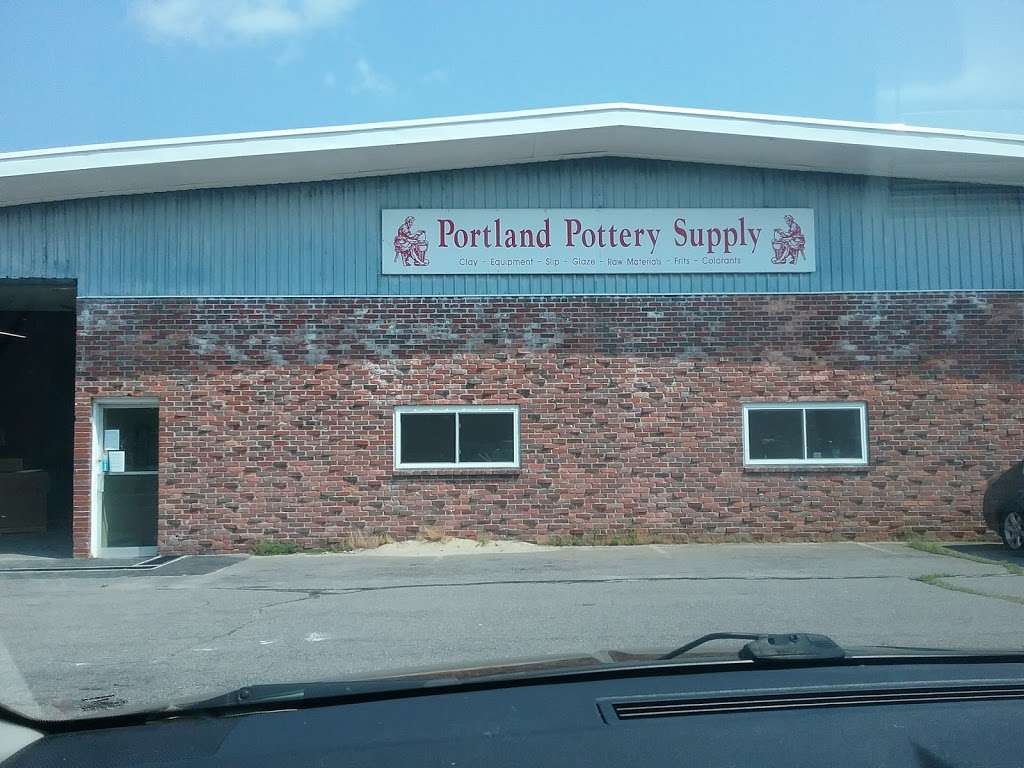 Portland Pottery Supply
Clay - Equipment - Slip - Glaze - Raw Materials - Frits - Colorants